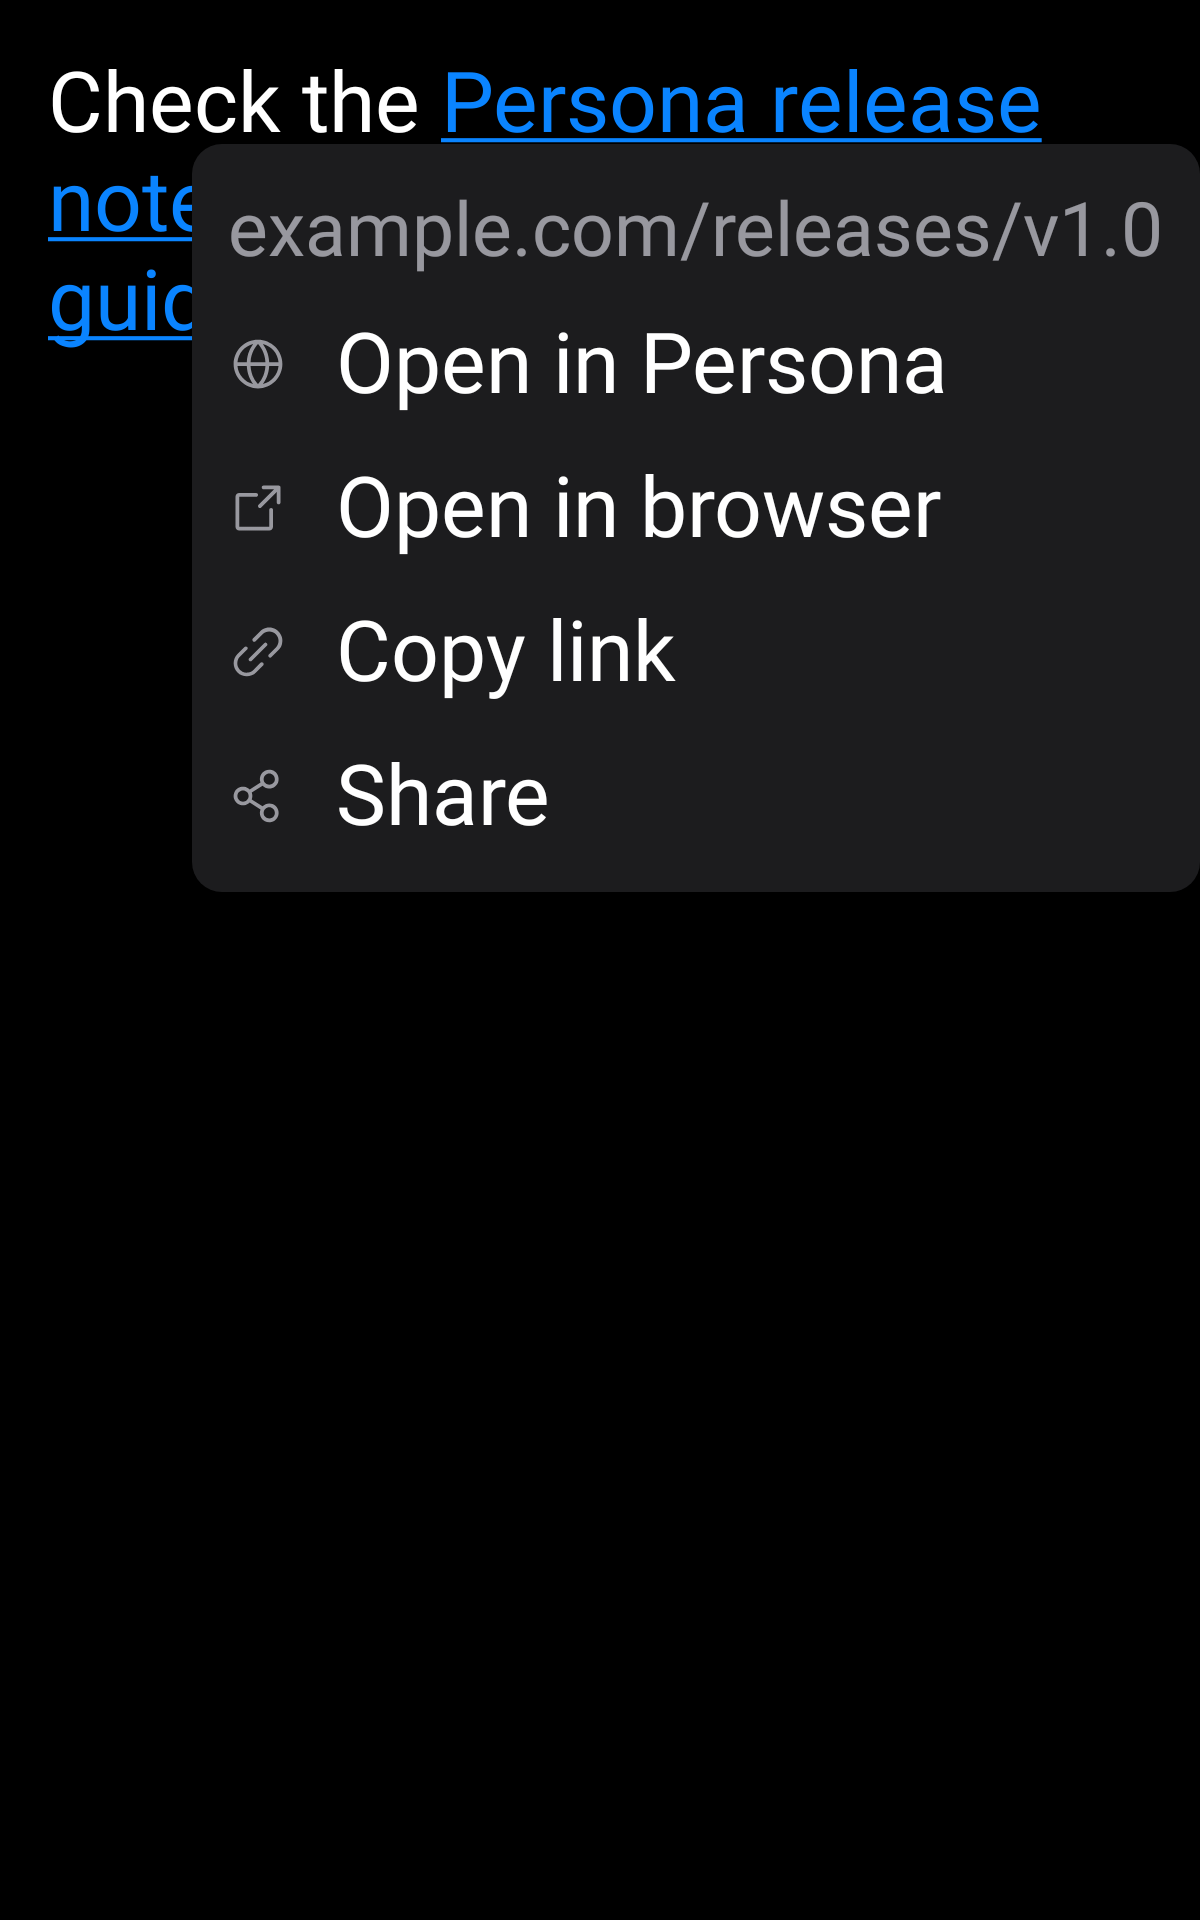 Check the Persona release
example.com/releases/v1.0
Open in Persona
Open in browser
Copy link
Share